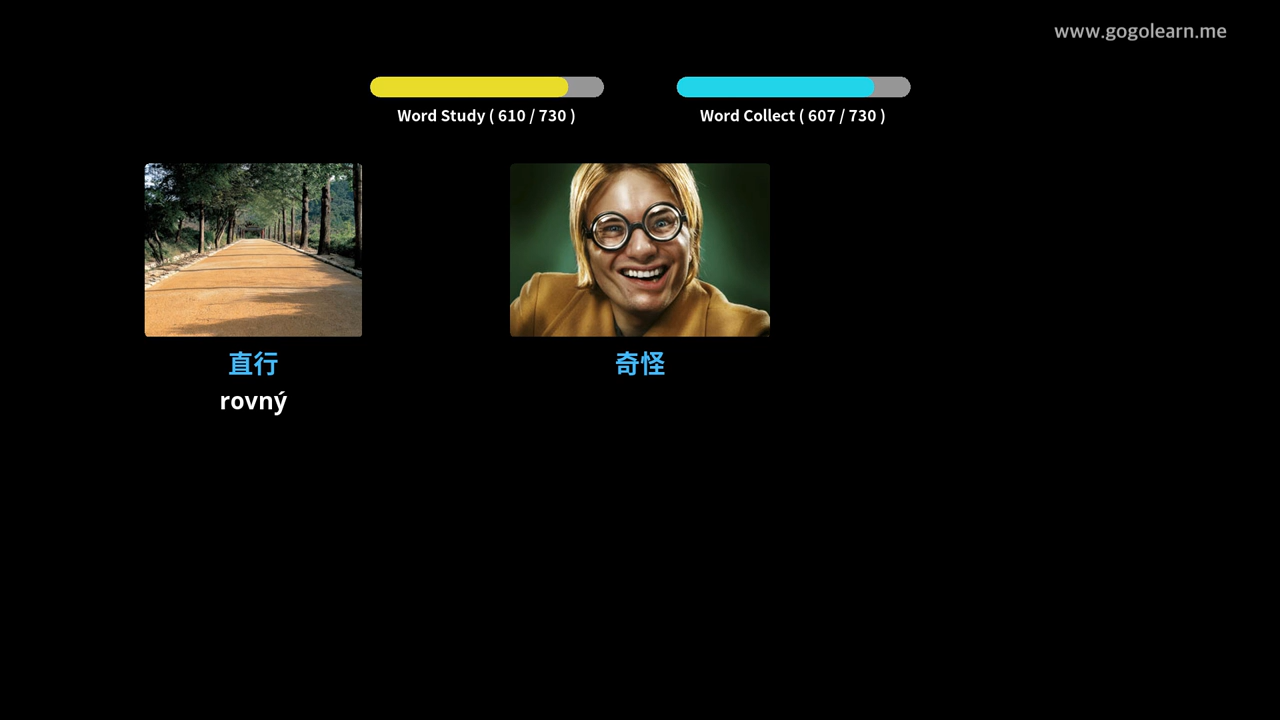 www.gogolearn.me
Word Study ( 610 / 730 )
Word Collect ( 607 / 730 )
直行
奇怪
rovný